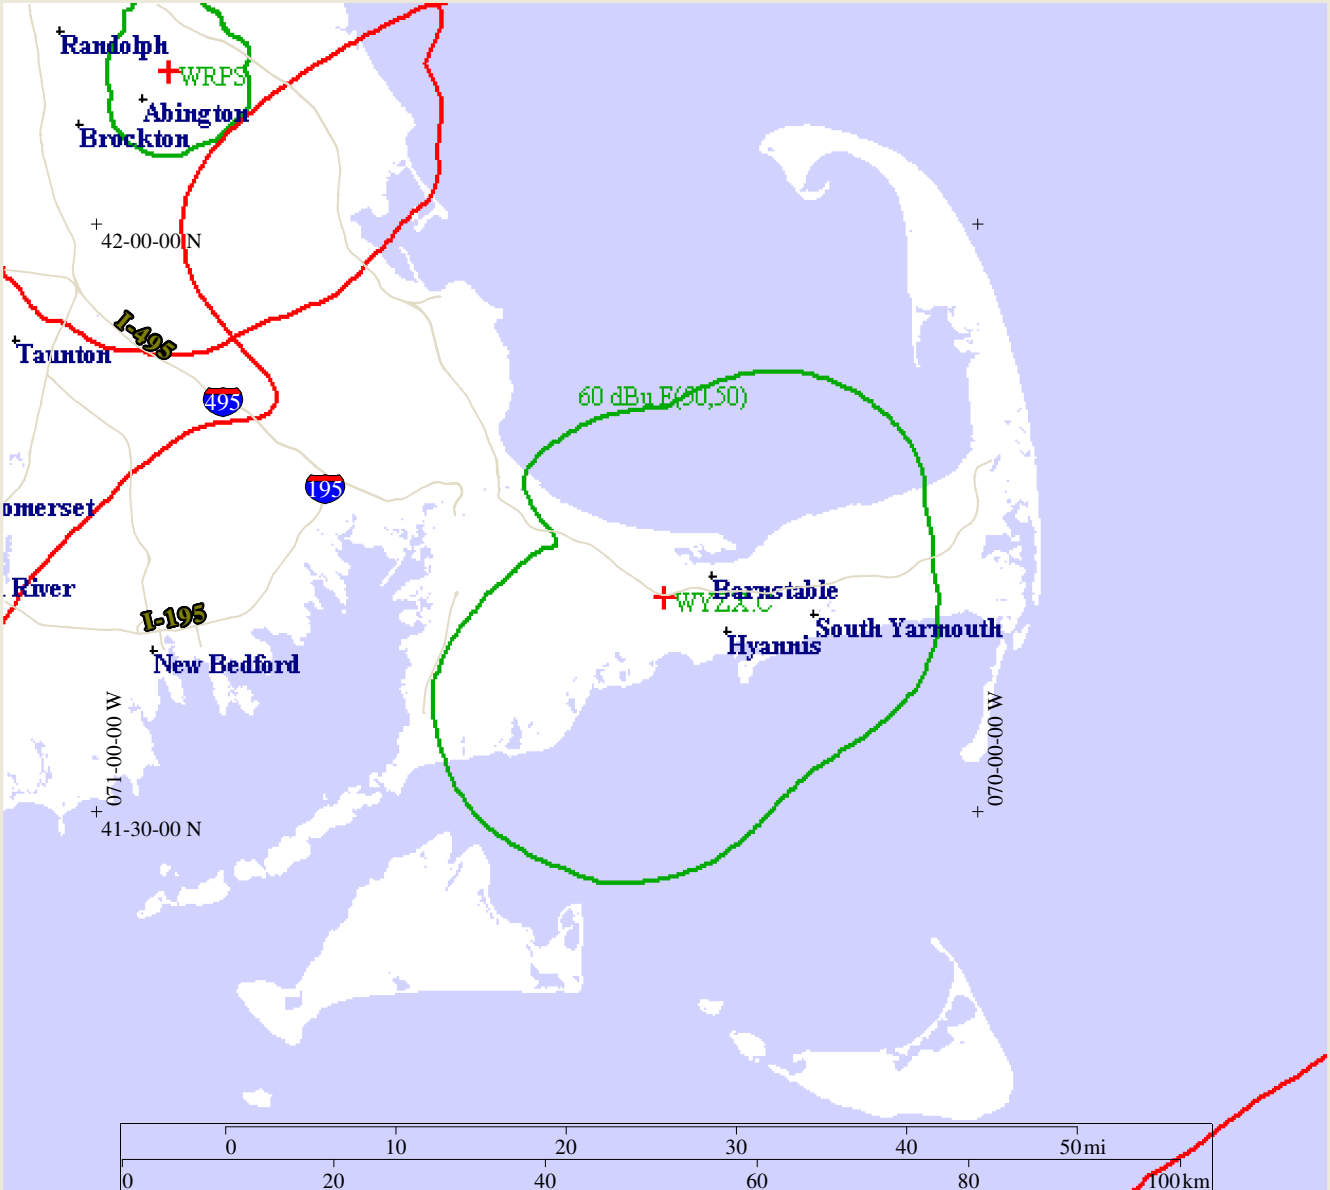 Randolph
WRPS
Abington
Brockton
42-00-00 N
I-495
Taunton
495
60 dBu F(50,50)
195
omerset
River
Barnstable
WYZX.C
I-195
South Yarmouth
Hyannis
New Bedford
071-00-00 W
070-00-00 W
41-30-00 N
0 10 20 30 40 50 mi
0 20 40 60 80 100 km